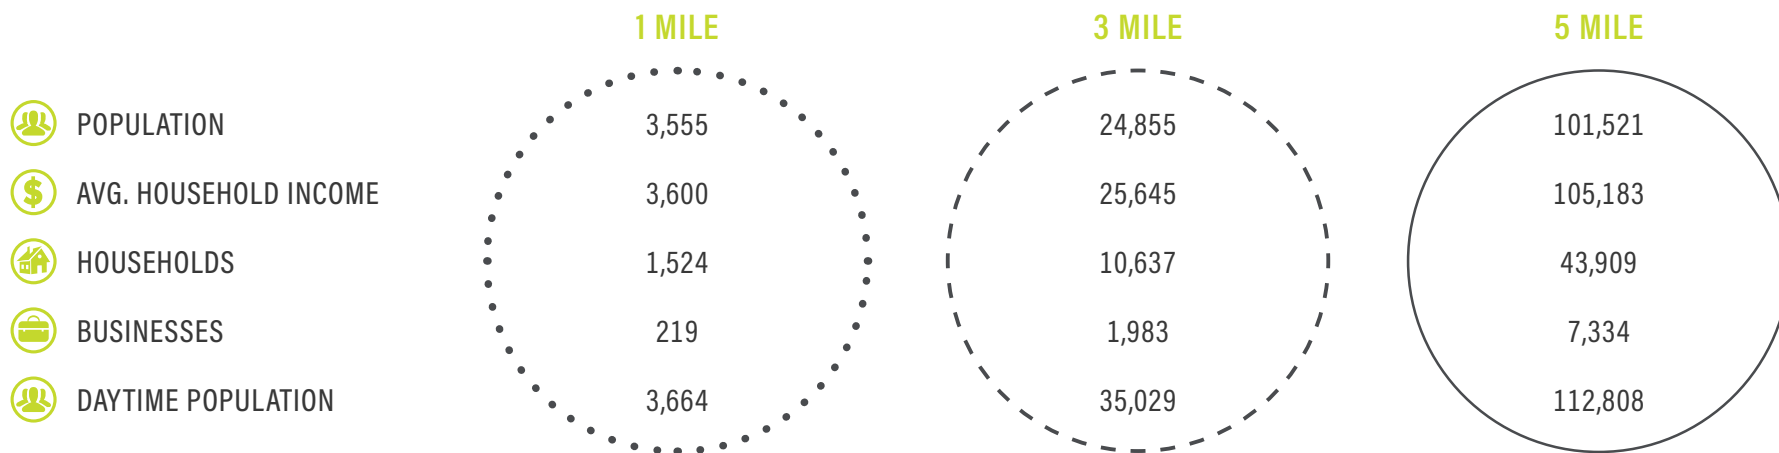 1 MILE 3 MILE 5 MILE
POPULATION 3,555 24,855 101,521
AVG. HOUSEHOLD INCOME 3,600 25,645 105,183
HOUSEHOLDS 1,524 10,637 43,909
BUSINESSES 219 1,983 7,334
DAYTIME POPULATION 3,664 35,029 112,808